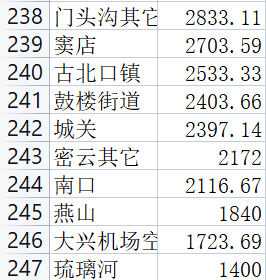 238 门头沟其它 2833.11
239 窦店 2703.59
240 古北口镇 2533.33
241 鼓楼街道 2403.66
242 城关 2397.14
243 密云其它 2172
244 南口 2116.67
245 燕山 1840
246 大兴机场空 1723.69
247 琉璃河 1400